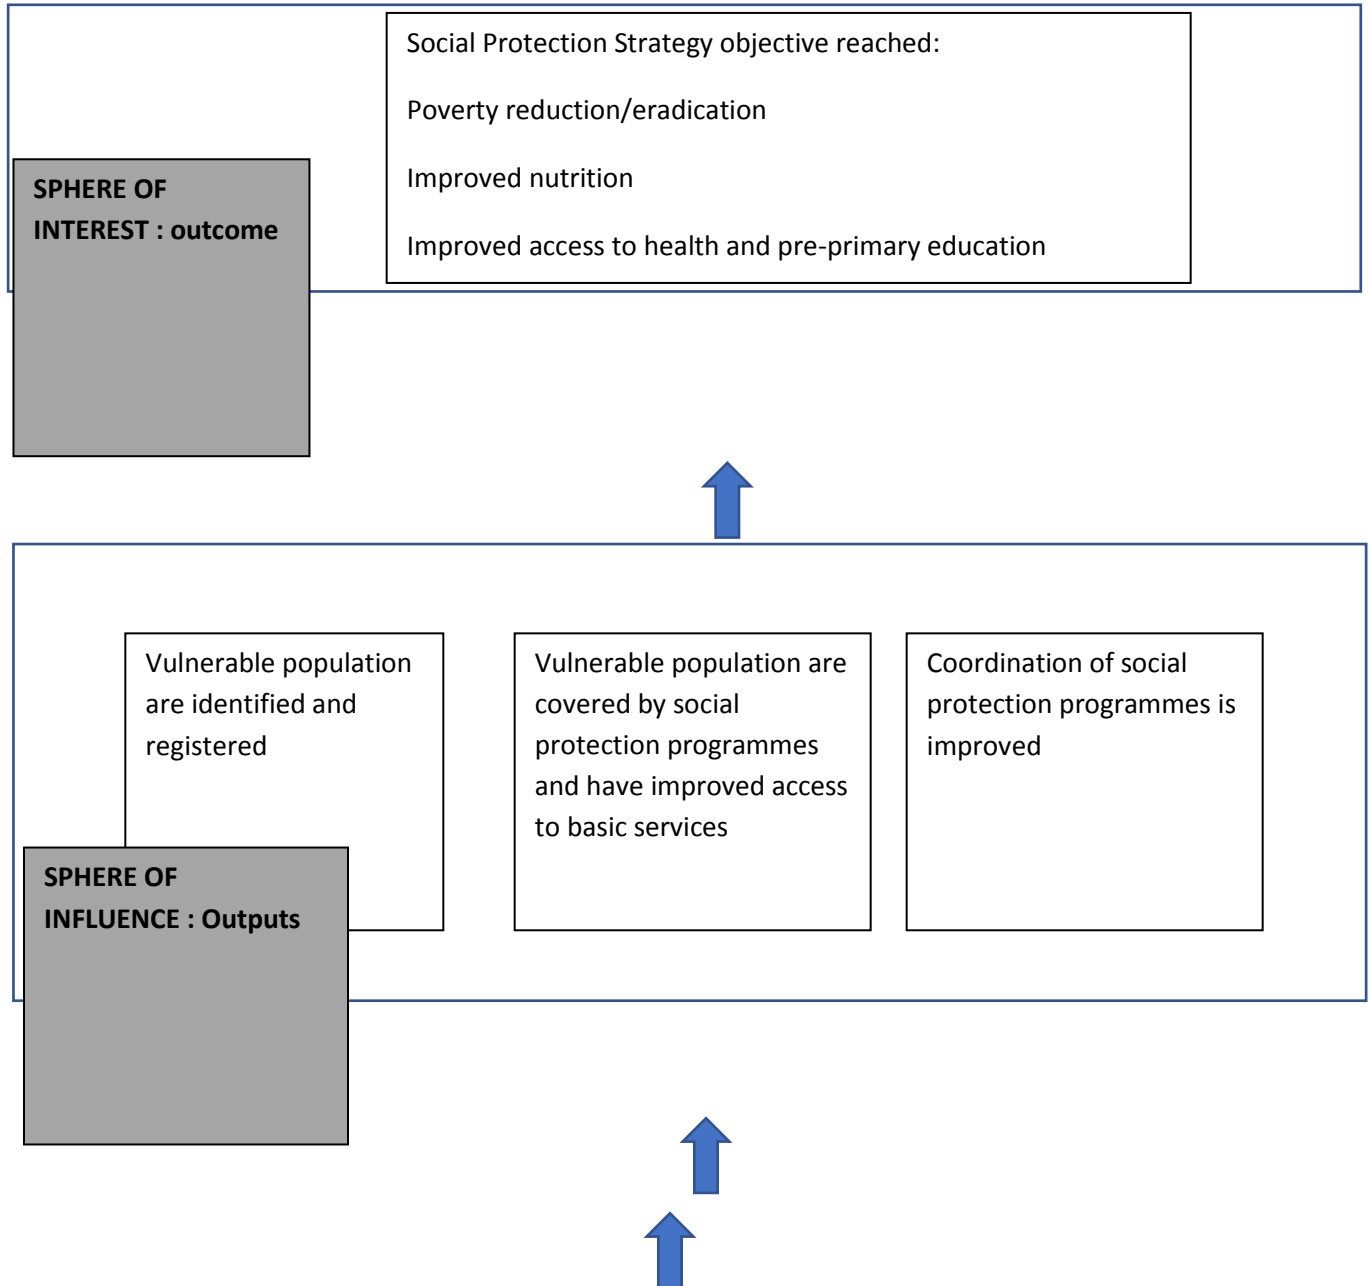 Social Protection Strategy objective reached:
Poverty reduction/eradication
Improved nutrition
Improved access to health and pre-primary education
SPHERE OF
INTEREST : outcome
Vulnerable population
are identified and
registered
Vulnerable population are
covered by social
protection programmes
and have improved access
to basic services
Coordination of social
protection programmes is
improved
SPHERE OF
INFLUENCE : Outputs